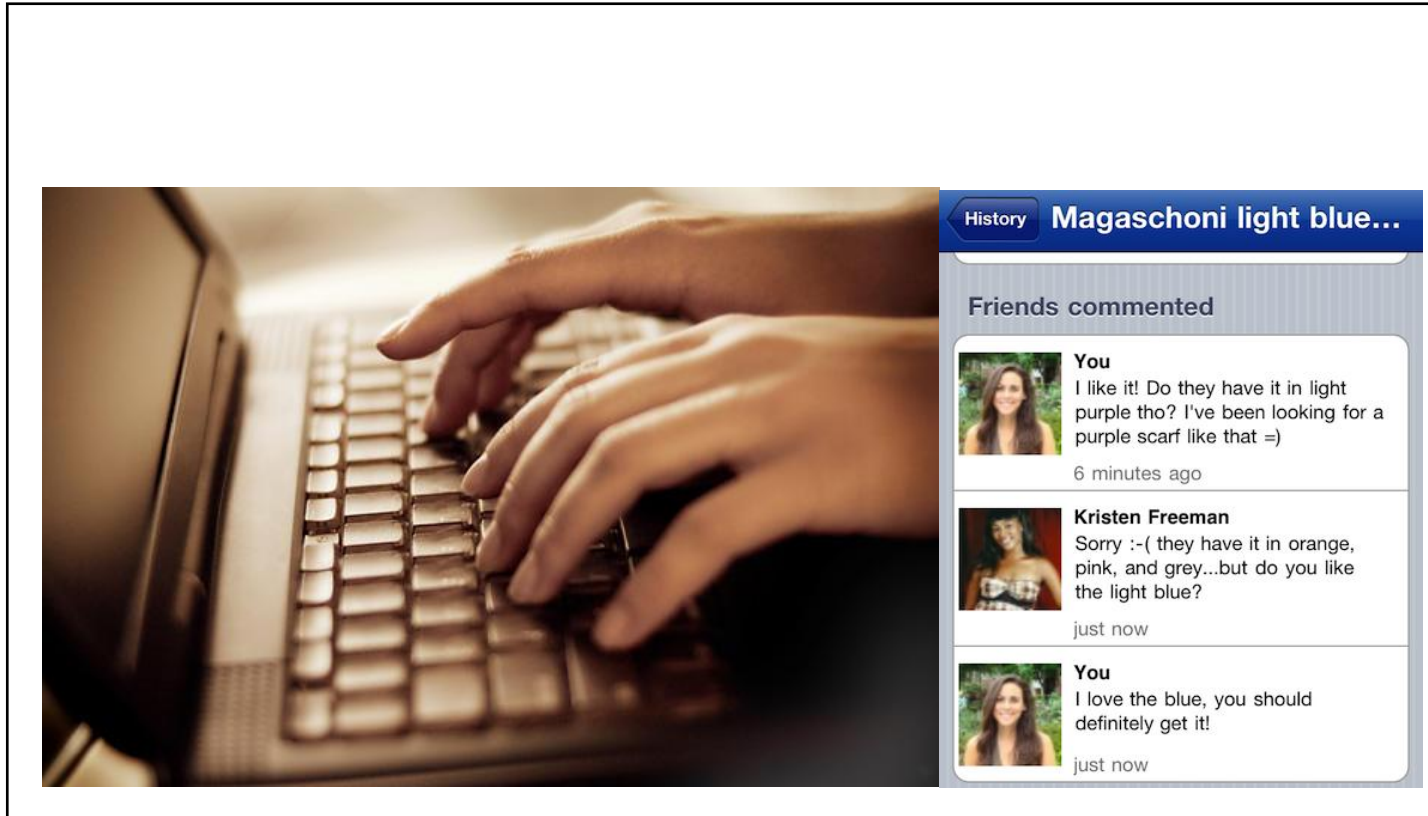 History
Magaschoni light blue...
Friends commented
You
I like it! Do they have it in light
purple tho? I've been looking for a
purple scarf like that =)
6 minutes ago
Kristen Freeman
Sorry :-( they have it in orange,
pink, and grey...but do you like
the light blue?
just now
You
I love the blue, you should
definitely get it!
just now